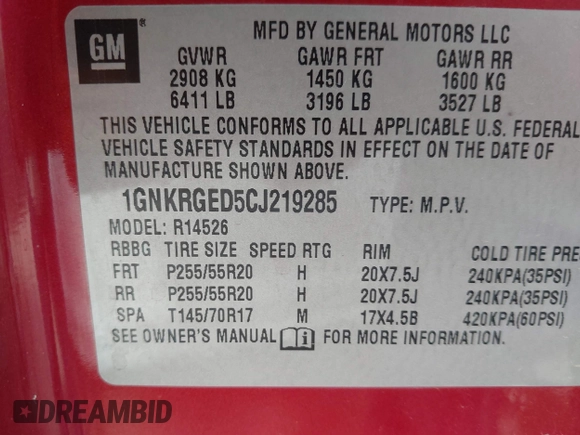 GM
MFD BY GENERAL MOTORS LLC
GVWR GAWR FRT GAWR RR
2908 KG 1450 KG 1600 KG
6411 LB 3196 LB 3527 LB
THIS VEHICLE CONFORMS TO ALL APPLICABLE U.S. FEDERAL
VEHICLE SAFETY STANDARDS IN EFFECT ON THE DATE OF
MANUFACTURE SHOWN ABOVE.
1GNKRGED5CJ219285 TYPE: M.P.V.
MODEL: R14526
RBBG TIRE SIZE SPEED RTG RIM COLD TIRE PRE
FRT P255/55R20 H 20X7.5J 240KPA(35PSI)
RR P255/55R20 H 20X7.5J 240KPA(35PSI)
SPA T145/70R17 M 17X4.5B 420KPA(60PSI)
SEE OWNER'S MANUAL i FOR MORE INFORMATION.
DREAMBID